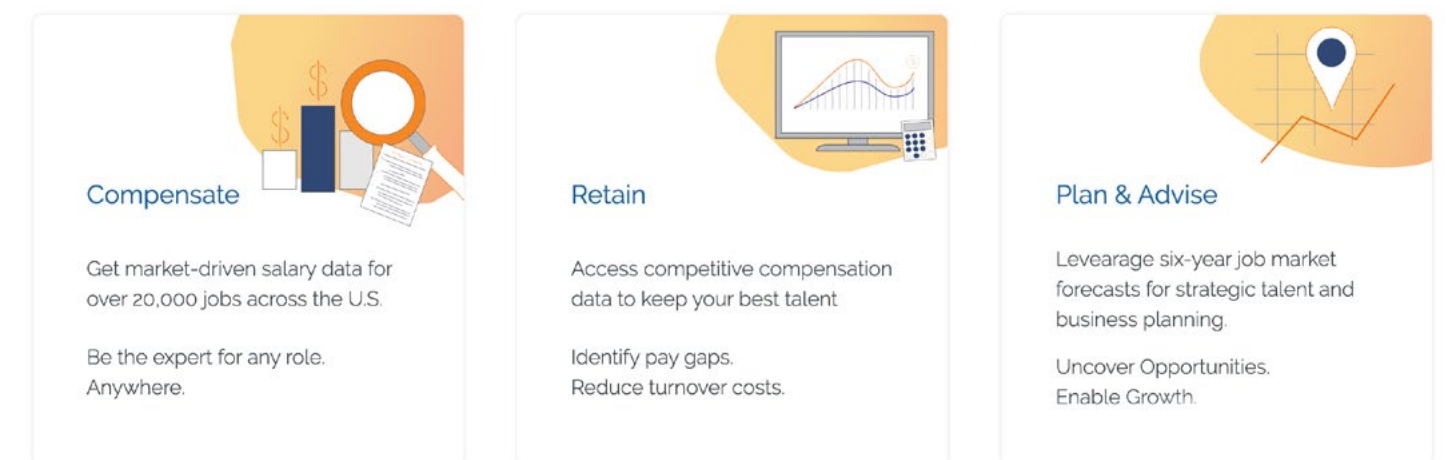 Compensate
Get market-driven salary data for
over 20,000 jobs across the U.S.
Be the expert for any role.
Anywhere.
Retain
Access competitive compensation
data to keep your best talent
Identify pay gaps.
Reduce turnover costs.
Plan & Advise
Levearage six-year job market
forecasts for strategic talent and
business planning.
Uncover Opportunities.
Enable Growth.